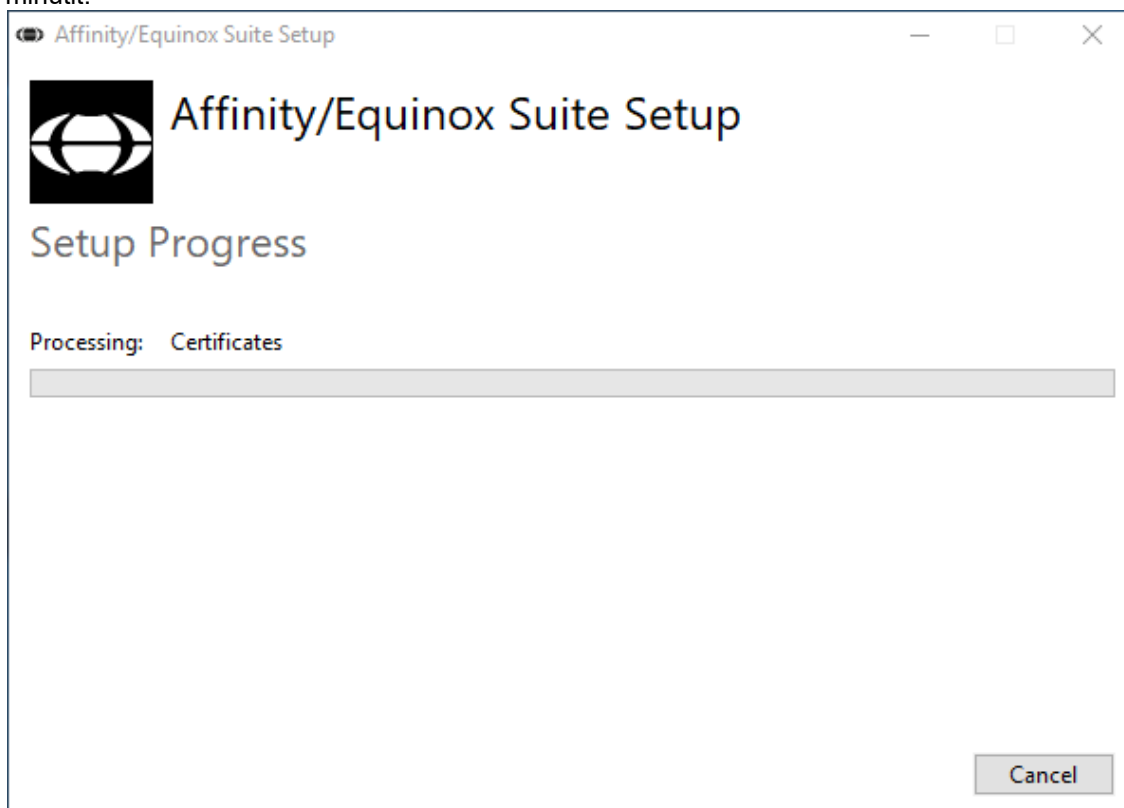 Affinity/Equinox Suite Setup
Affinity/Equinox Suite Setup
Setup Progress
Processing: Certificates
Cancel